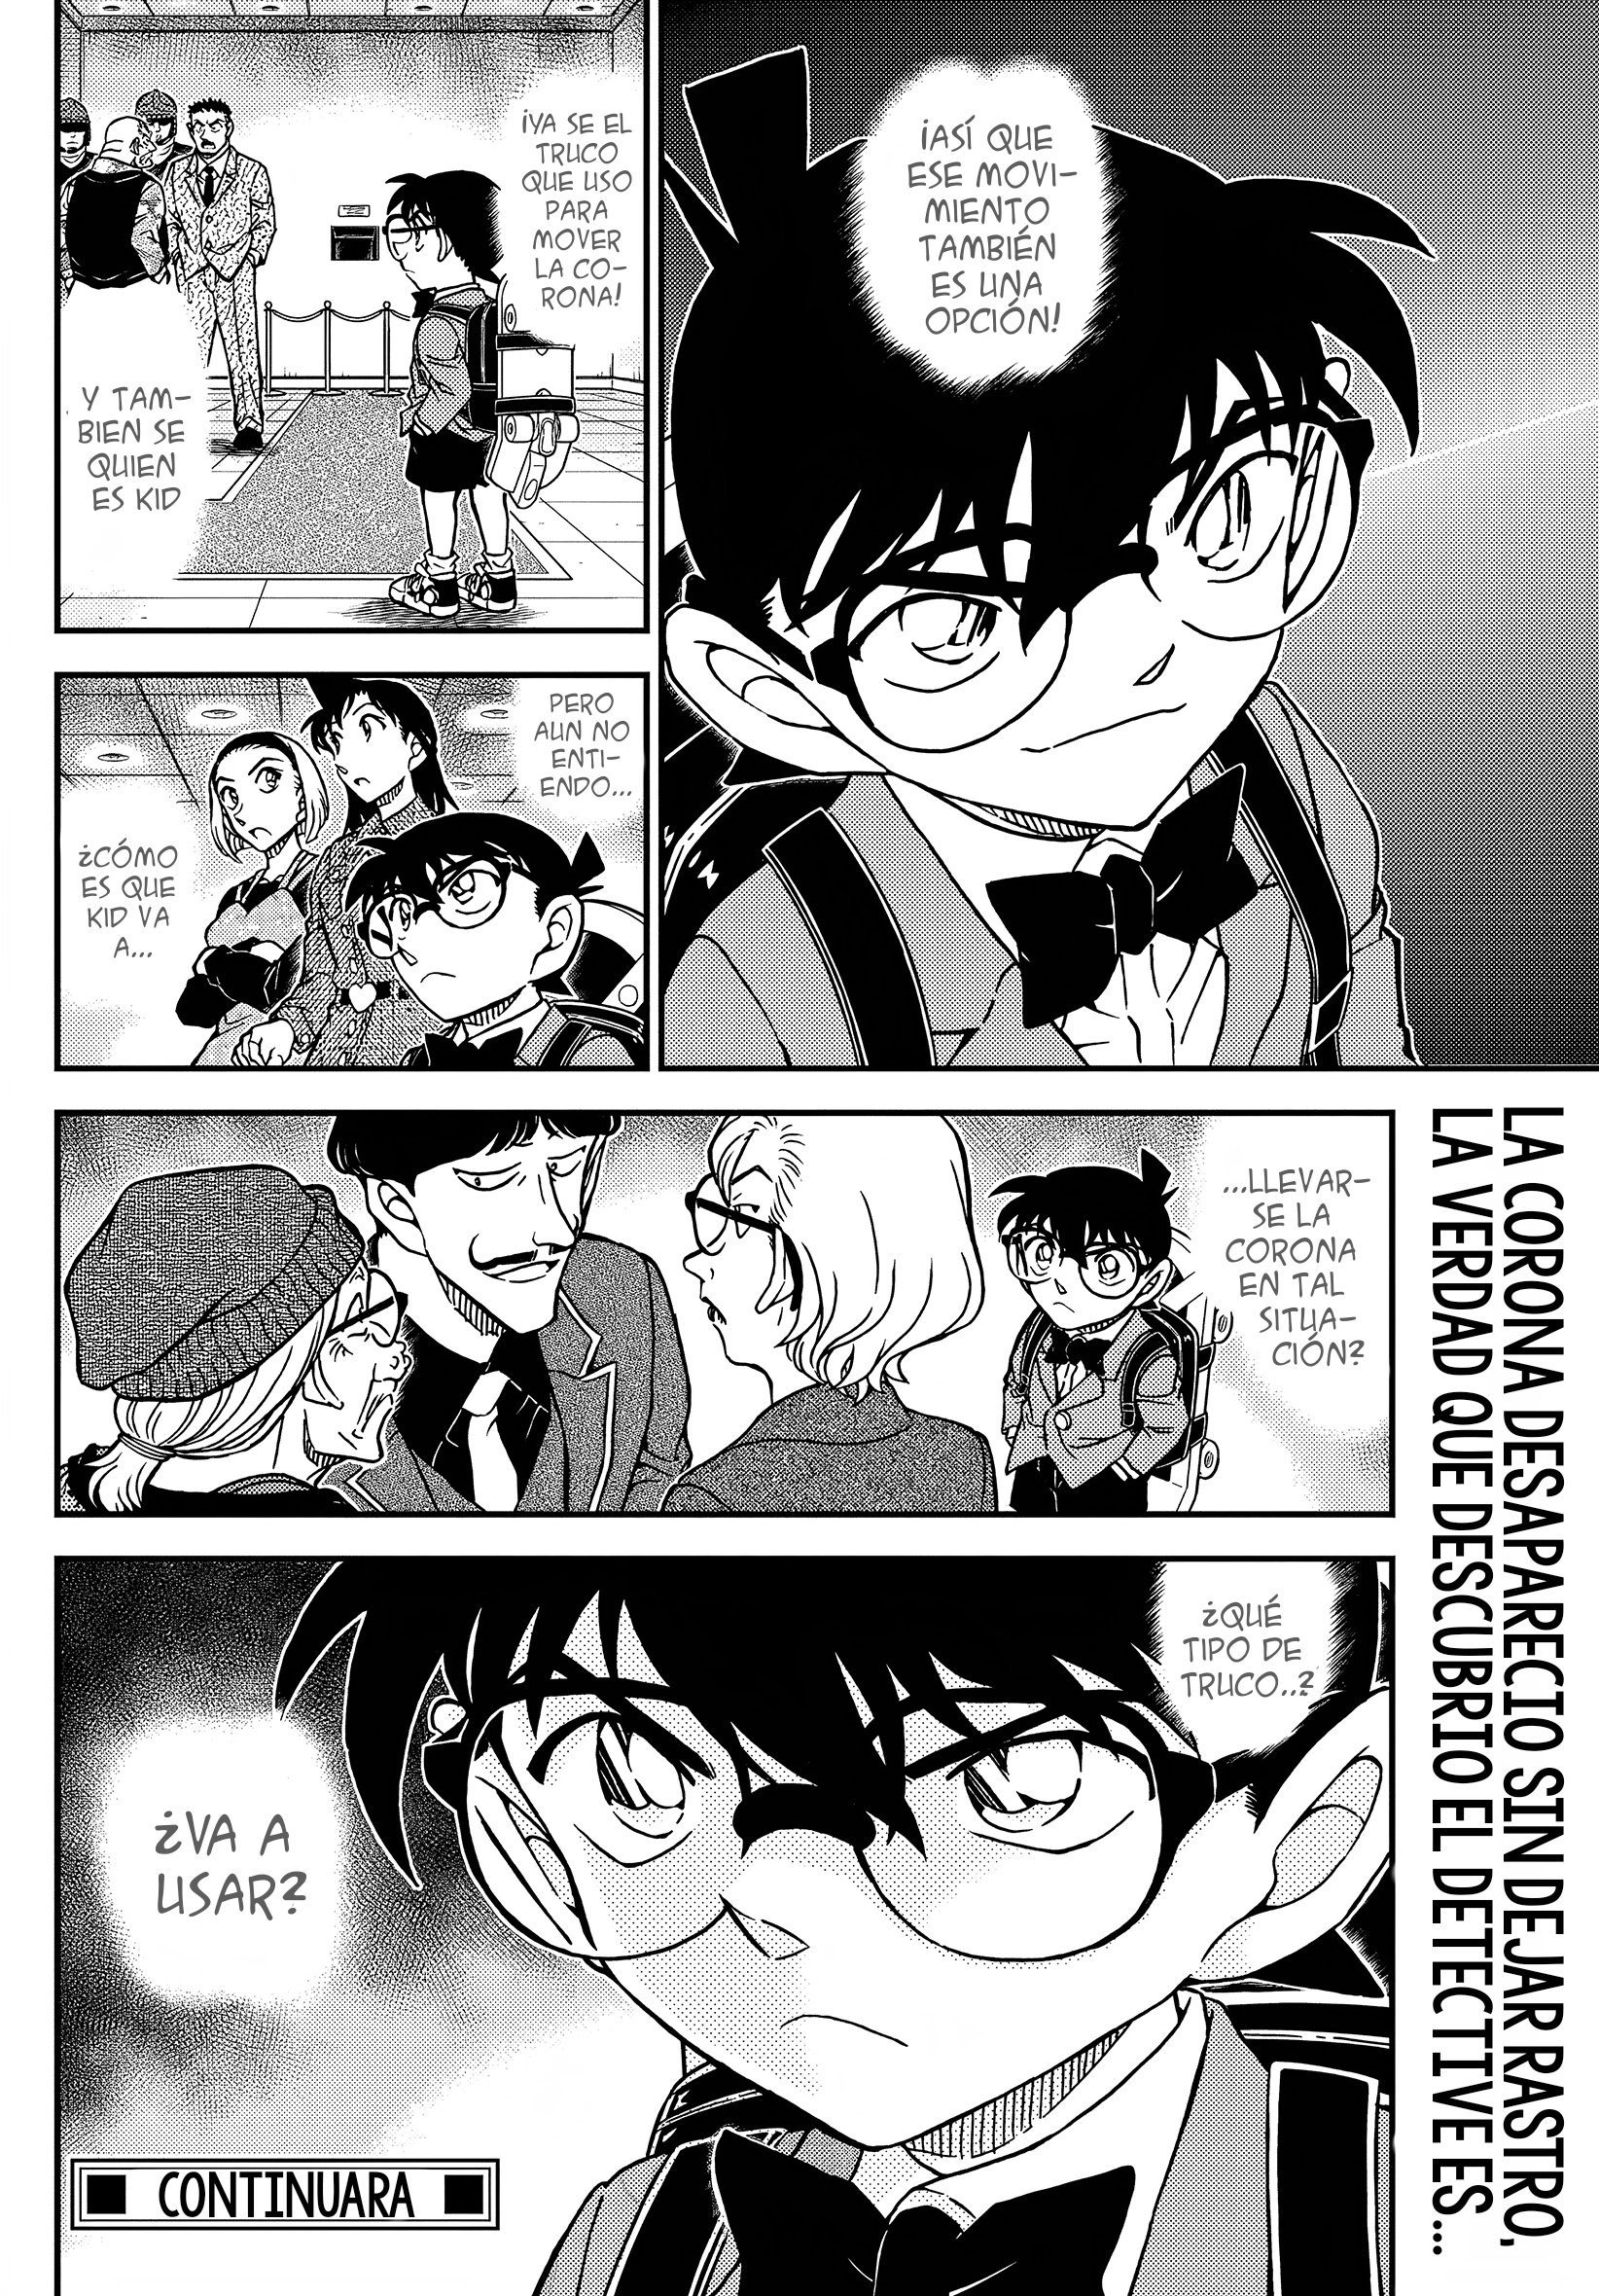 ¡ASÍ QUE
ESE MOVI-
MIENTO
TAMBIÉN
ES UNA
OPCIÓN!
¡YA SE EL
TRUCO
QUE USO
PARA
MOVER
LA CO-
RONA!
Y TAM-
BIEN SE
QUIEN
ES KID
PERO
AUN NO
ENTI-
ENDO...
¿CÓMO
ES QUE
KID VA
A...
...LLEVAR-
SE LA
CORONA
EN TAL
SITUA-
CIÓN?
¿QUÉ
TIPO DE
TRUCO..?
¿VA A
USAR?
LA CORONA DESAPARECIO SIN DEJAR RASTRO,
LA VERDAD QUE DESCUBRIO EL DETECTIVE ES...
CONTINUARA